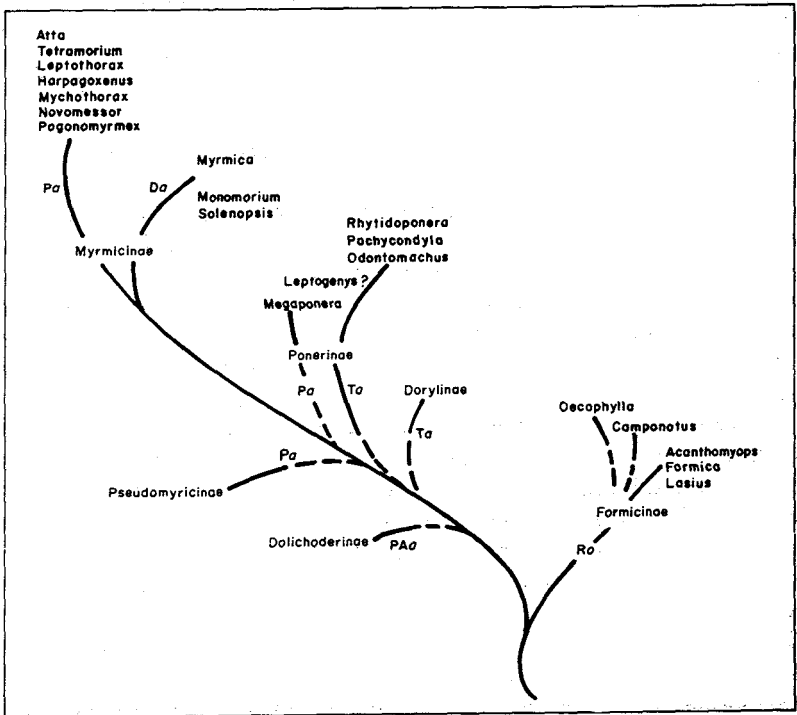 Atta
Tetramorium
Leptothorax
Harpagoxenus
Mychothorax
Novomessor
Pogonomyrmex
Pa
Da
Myrmica
Monomorium
Solenopsis
Myrmicinae
Rhytidoponera
Pachycondyla
Odontomachus
Leptogenys?
Megaponera
Ponerinae
Pa
Ta
Dorylinae
Ta
Pa
Pseudomyricinae
Dolichoderinae
PAa
Oecophylla
Camponotus
Acanthomyops
Formica
Lasius
Formicinae
Ra